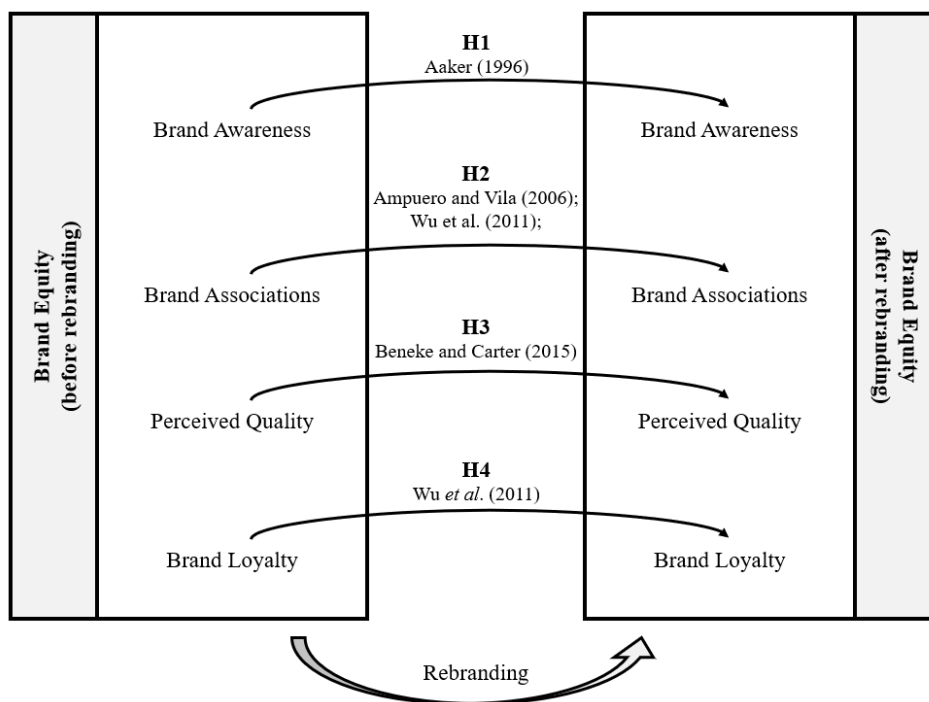 H1
Aaker (1996)
Brand Awareness
Brand Awareness
H2
Ampuero and Vila (2006);
Wu et al. (2011);
Brand Associations
Brand Associations
Brand Equity
(before rebranding)
Brand Equity
(after rebranding)
H3
Beneke and Carter (2015)
Perceived Quality
Perceived Quality
H4
Wu et al. (2011)
Brand Loyalty
Brand Loyalty
Rebranding